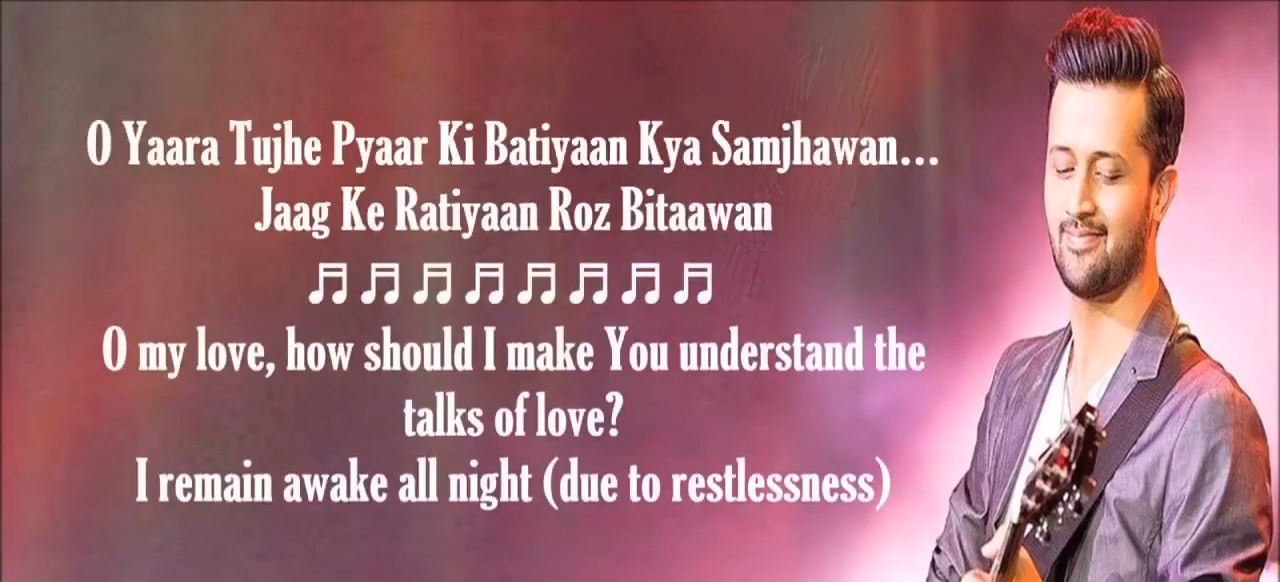 O Yaara Tujhe Pyaar Ki Batiyaan Kya Samjhawan...
Jaag Ke Ratiyaan Roz Bitaawan
♬ ♬ ♬ ♬ ♬ ♬ ♬ ♬
O my love, how should I make You understand the
talks of love?
I remain awake all night (due to restlessness)